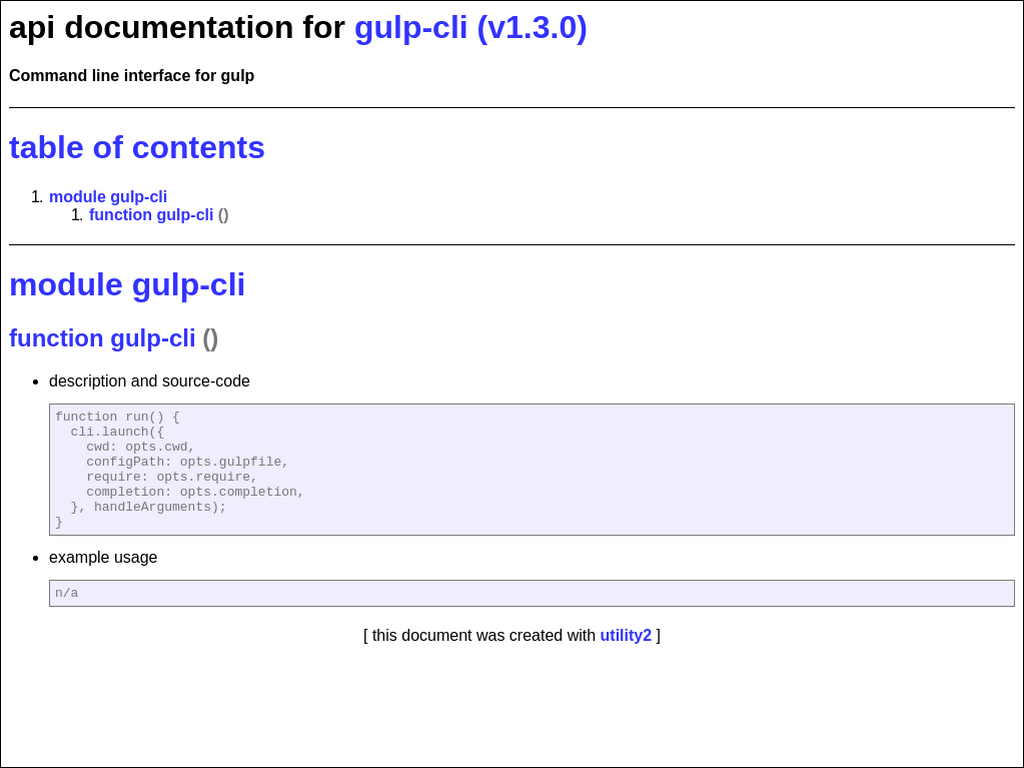 api documentation for gulp-cli (v1.3.0)
Command line interface for gulp
table of contents
1. module gulp-cli
1. function gulp-cli ()
module gulp-cli
function gulp-cli ()
• description and source-code
function run() {
  cli.launch({
    cwd: opts.cwd,
    configPath: opts.gulpfile,
    require: opts.require,
    completion: opts.completion,
  }, handleArguments);
}
• example usage
n/a
[ this document was created with utility2 ]